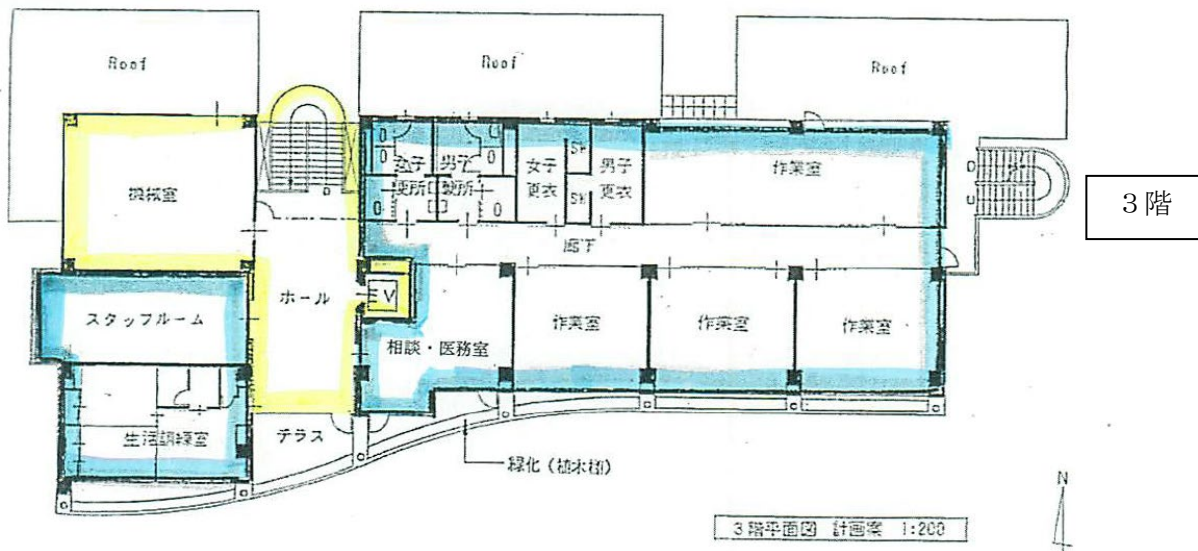 Roof
Roof
Roof
機械室
女子
便所
男子
便所
女子
更衣
SK
SK
男子
更衣
作業室
3階
廊下
ホール
EV
スタッフルーム
相談・医務室
作業室
作業室
作業室
生活訓練室
テラス
緑化(植木樽)
N
3階平面図 計画案 1:200